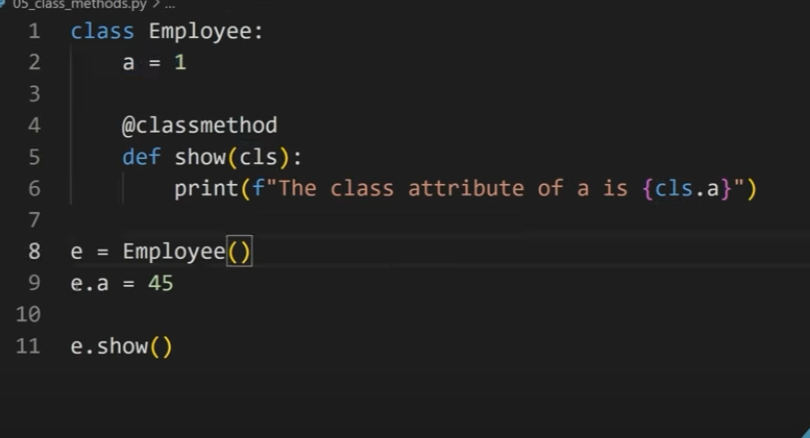 05_class_methods.py > ...
1 class Employee:
2     a = 1
3
4     @classmethod
5     def show(cls):
6         print(f"The class attribute of a is {cls.a}")
7
8 e = Employee()
9 e.a = 45
10
11 e.show()